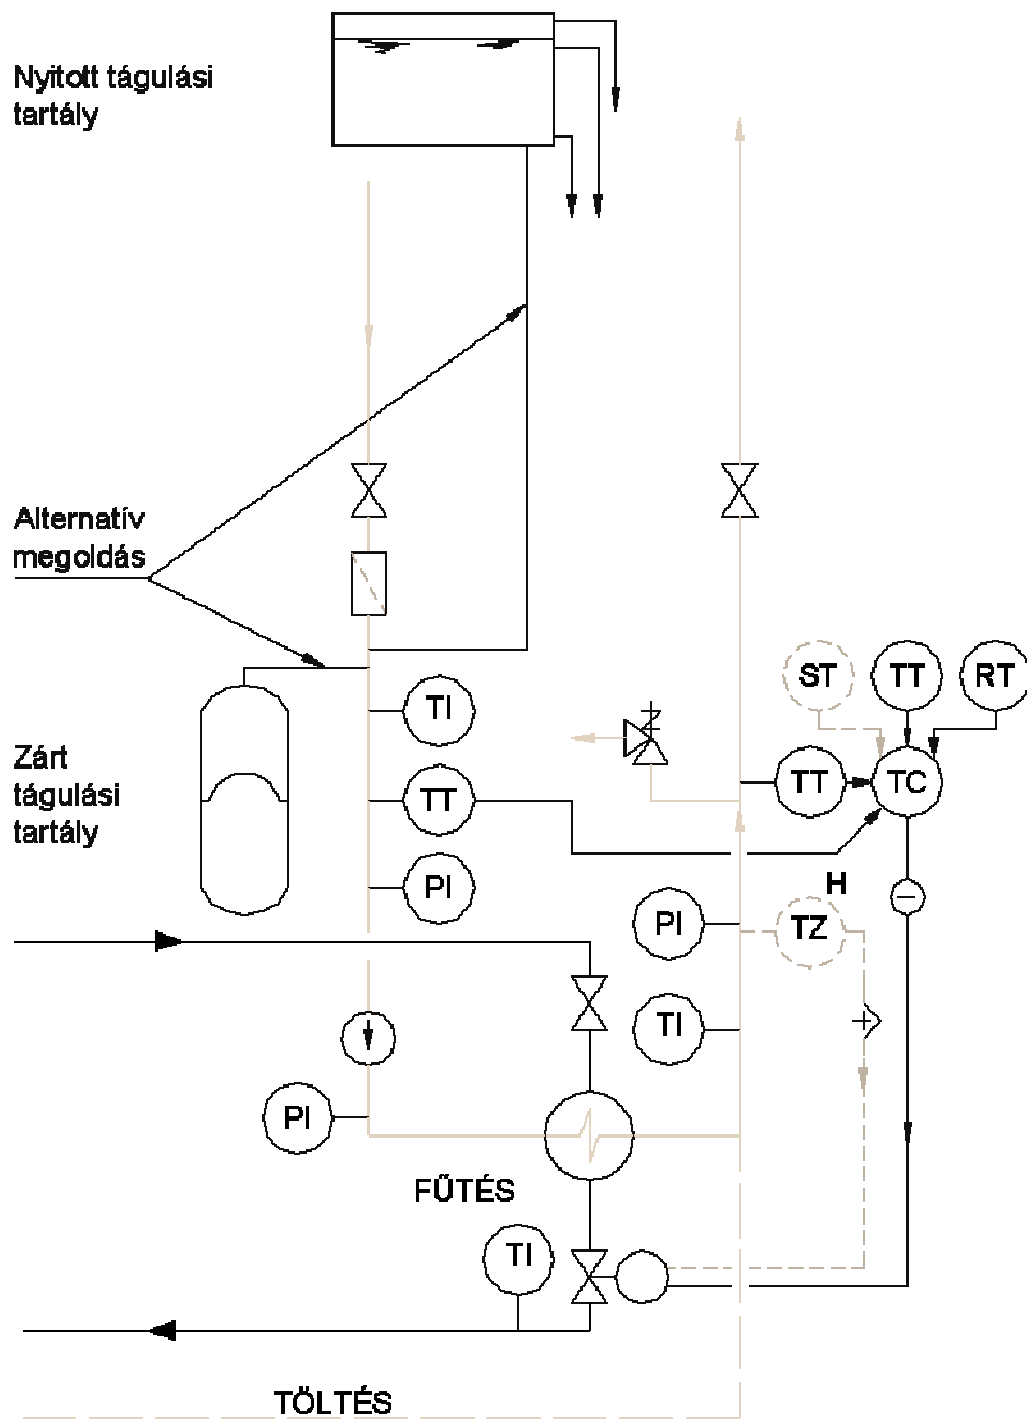 Nyitott tágulási
tartály
Alternatív
megoldás
ST
TT
RT
TI
Zárt
tágulási
tartály
TT
TT
TC
PI
H
PI
TZ
TI
PI
FŰTÉS
TI
TÖLTÉS